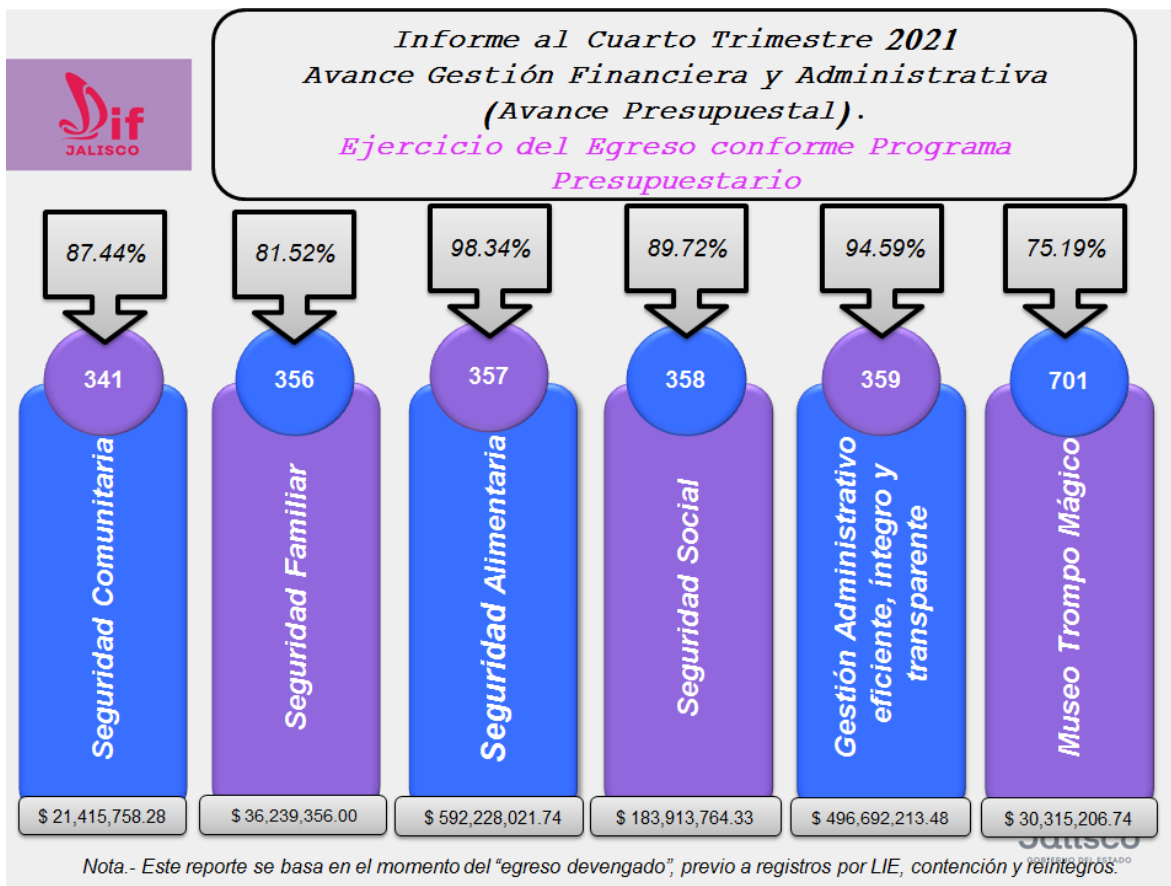 Informe al Cuarto Trimestre 2021
Avance Gestión Financiera y Administrativa
(Avance Presupuestal).
Ejercicio del Egreso conforme Programa
Presupuestario
Dif
JALISCO
87.44%
81.52%
98.34%
89.72%
94.59%
75.19%
341
356
357
358
359
701
Seguridad Comunitaria
Seguridad Familiar
Seguridad Alimentaria
Seguridad Social
Gestión Administrativo
eficiente, íntegro y
transparente
Museo Trompo Mágico
$ 21,415,758.28
$ 36,239,356.00
$ 592,228,021.74
$ 183,913,764.33
$ 496,692,213.48
$ 30,315,206.74
Jalisco
GOBIERNO DEL ESTADO
Nota.- Este reporte se basa en el momento del “egreso devengado”, previo a registros por LIE, contención y reintegros.